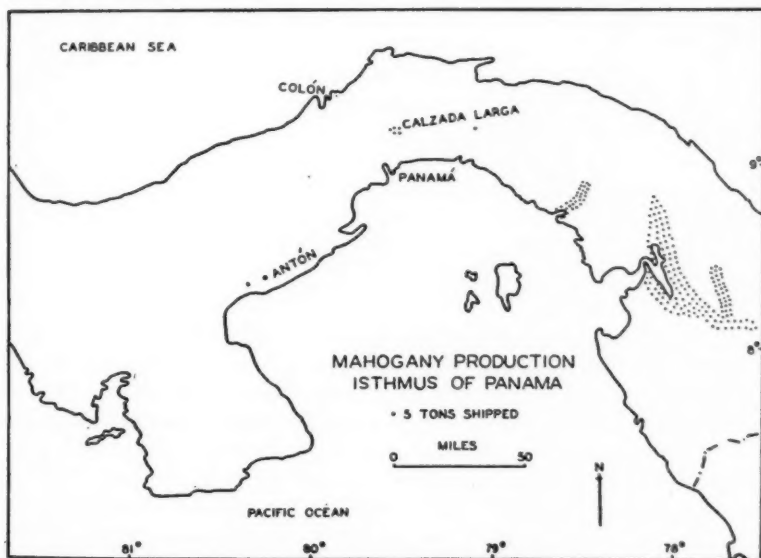 CARIBBEAN SEA
COLÓN
CALZADA LARGA
9°
PANAMÁ
ANTÓN
MAHOGANY PRODUCTION
ISTHMUS OF PANAMA
8°
5 TONS SHIPPED
MILES
0 50
N
PACIFIC OCEAN
81° 80° 79° 78°